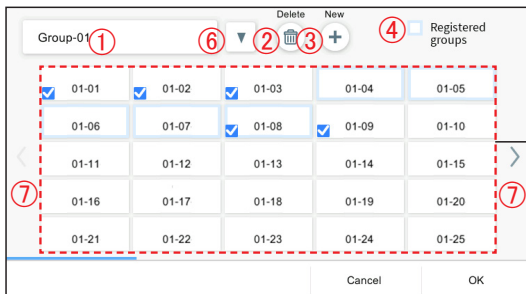 Delete New
Group-01 ① ⑥ ▼ ② ③ + ④ Registered
groups
01-01 01-02 01-03 01-04 01-05
01-06 01-07 01-08 01-09 01-10
01-11 01-12 01-13 01-14 01-15
⑦ 01-16 01-17 01-18 01-19 01-20 ⑦
01-21 01-22 01-23 01-24 01-25
Cancel OK